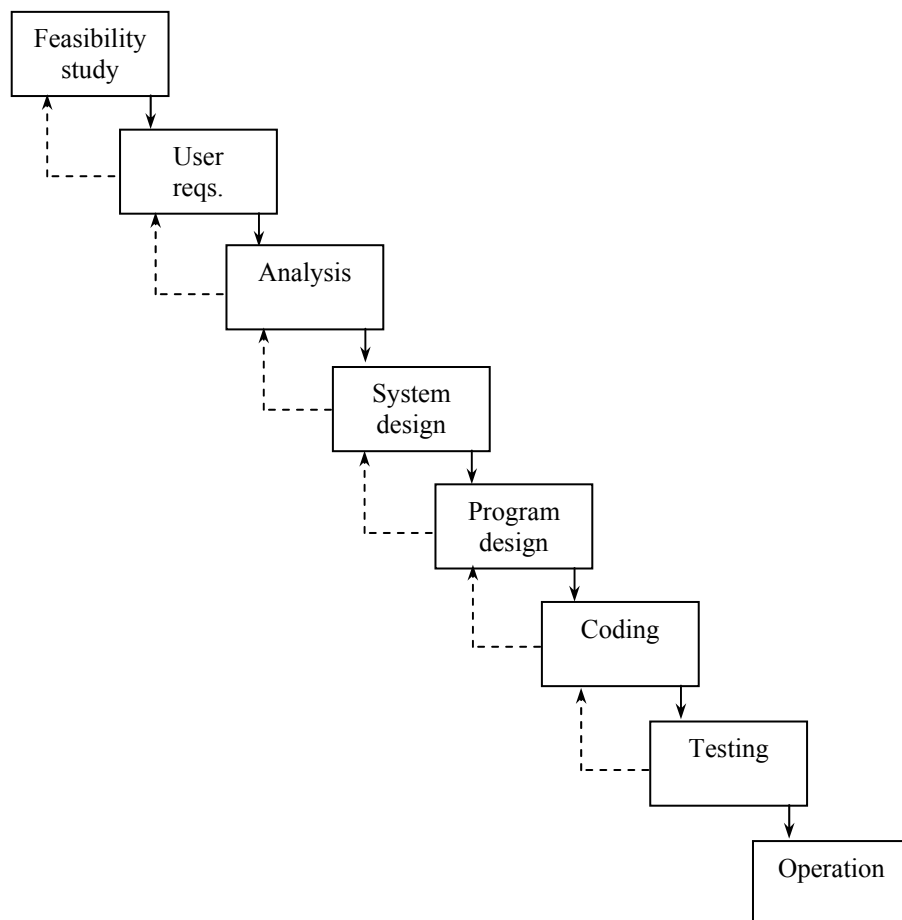 Feasibility
study
User
reqs.
Analysis
System
design
Program
design
Coding
Testing
Operation